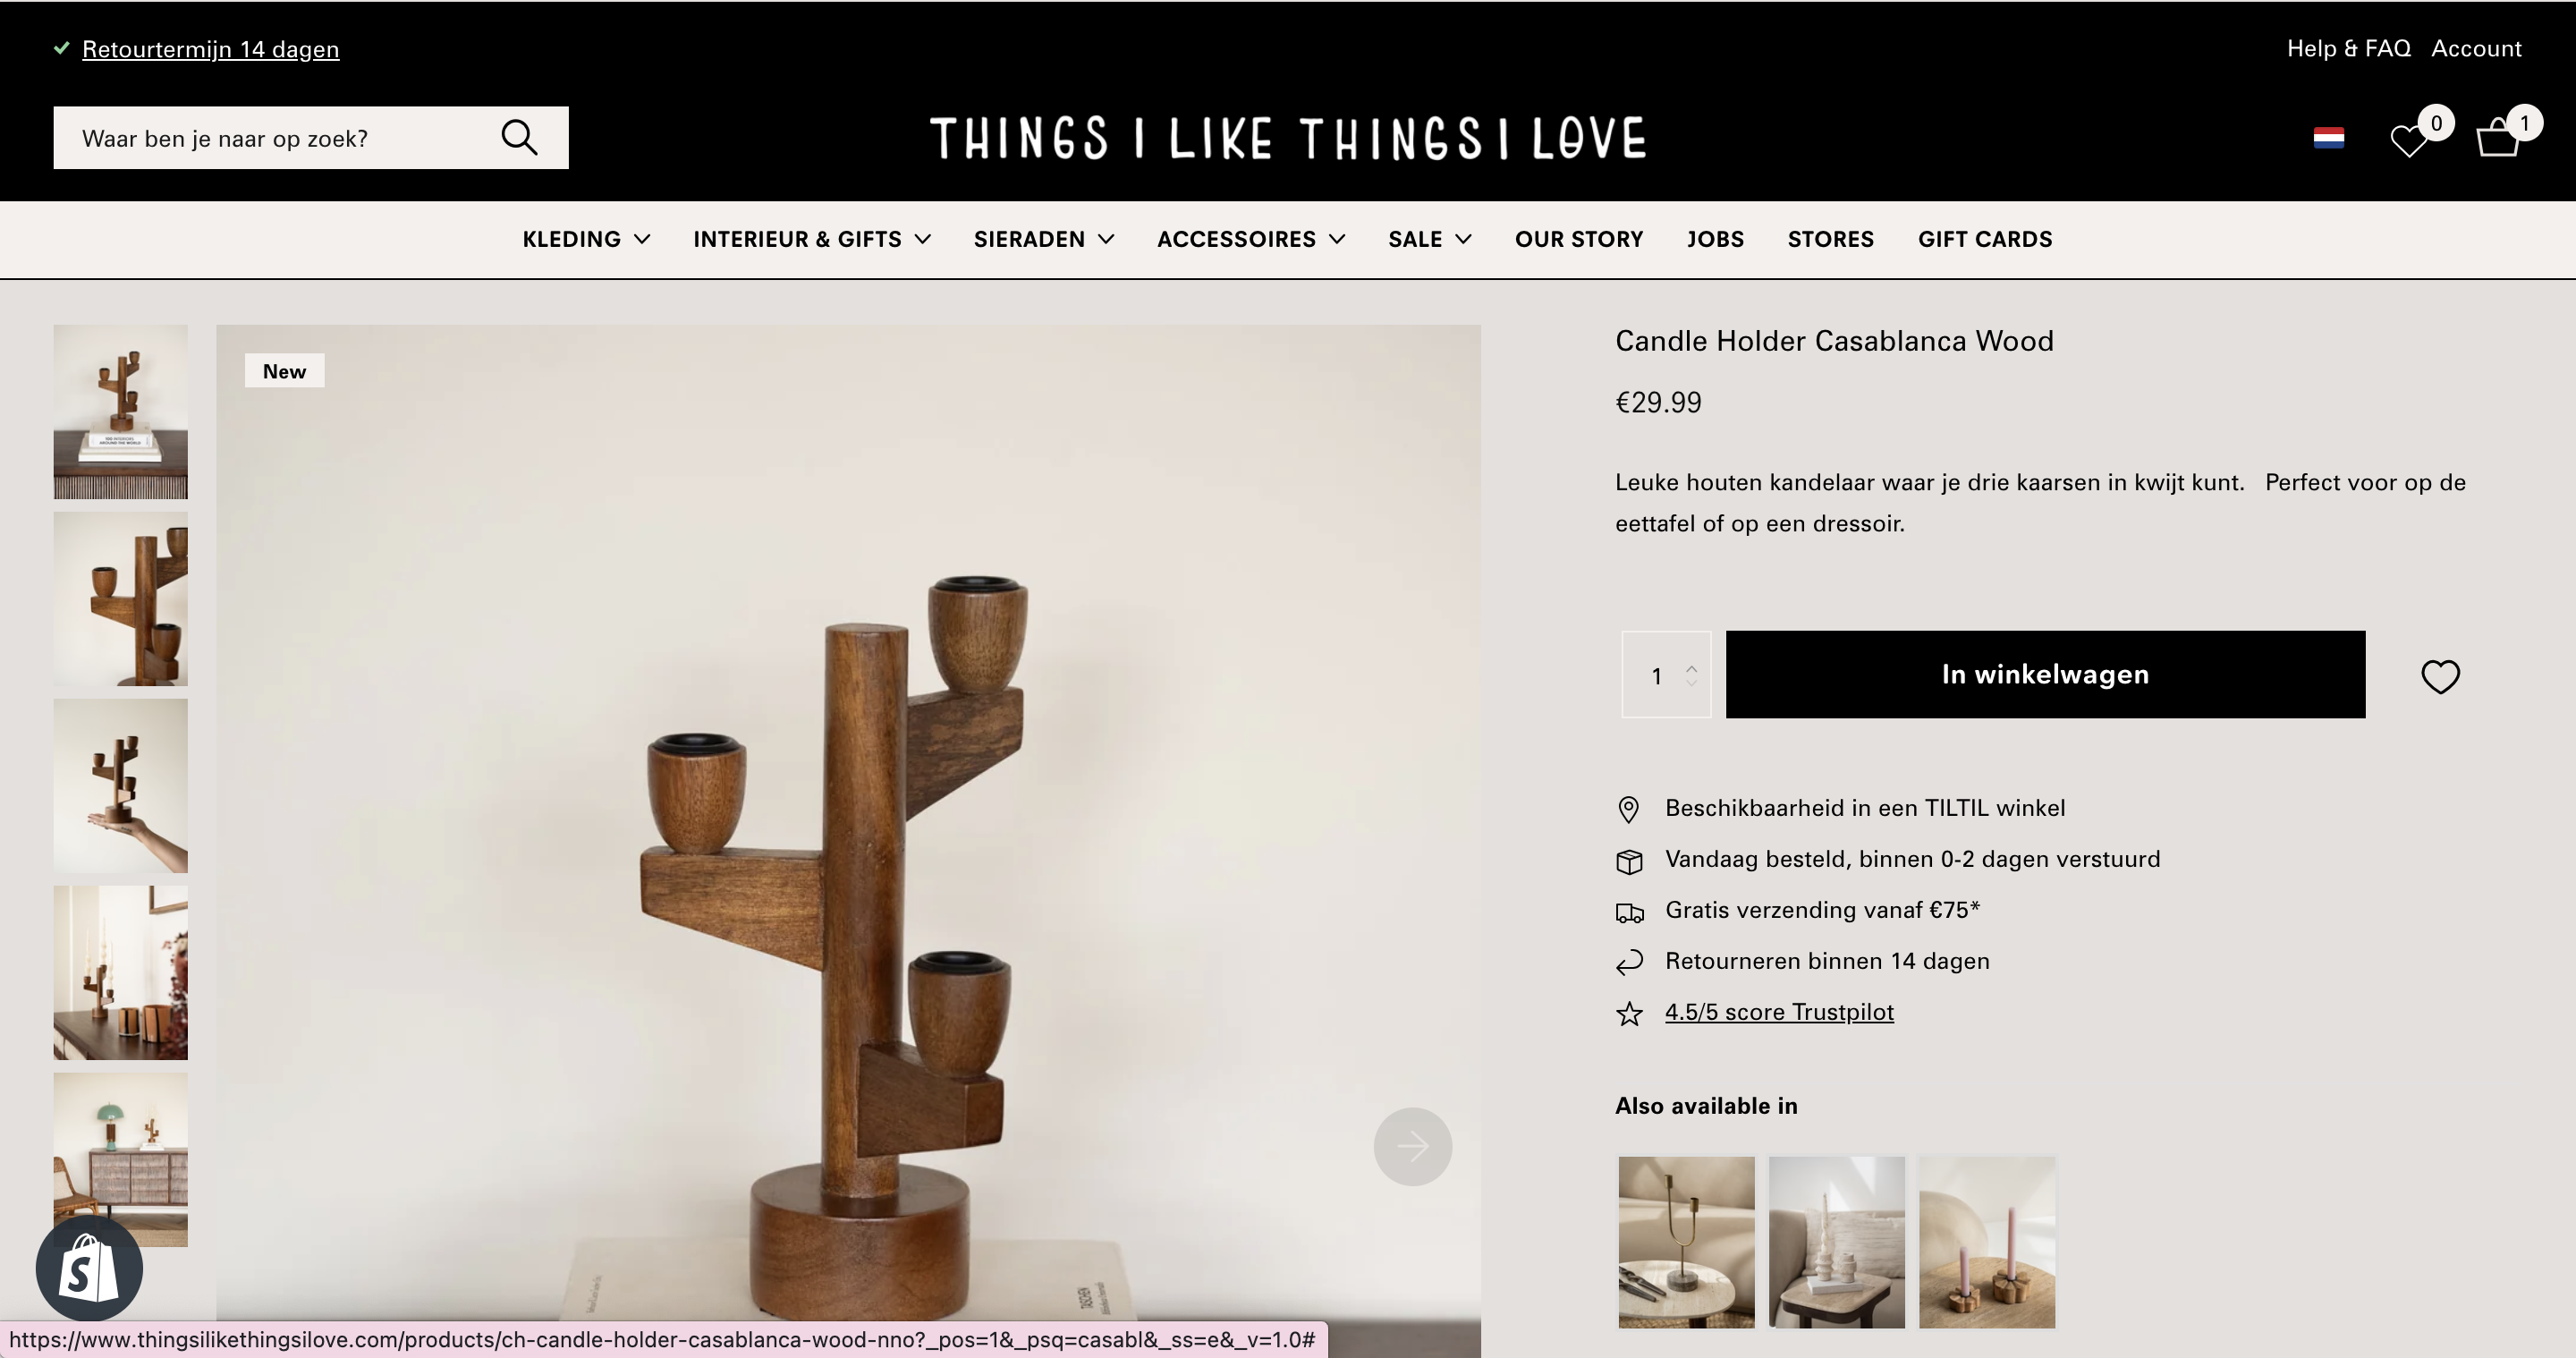 Retourtermijn 14 dagen
Help & FAQ Account
Waar ben je naar op zoek?
THINGS I LIKE THINGS I LOVE
0
1
KLEDING INTERIEUR & GIFTS SIERADEN ACCESSOIRES SALE OUR STORY JOBS STORES GIFT CARDS
New
Candle Holder Casablanca Wood
€29.99
Leuke houten kandelaar waar je drie kaarsen in kwijt kunt. Perfect voor op de
eettafel of op een dressoir.
1
In winkelwagen
Beschikbaarheid in een TILTIL winkel
Vandaag besteld, binnen 0-2 dagen verstuurd
Gratis verzending vanaf €75*
Retourneren binnen 14 dagen
4.5/5 score Trustpilot
Also available in
TASCHEN
https://www.thingsilikethingsilove.com/products/ch-candle-holder-casablanca-wood-nno?_pos=1&_psq=casabl&_ss=e&_v=1.0#